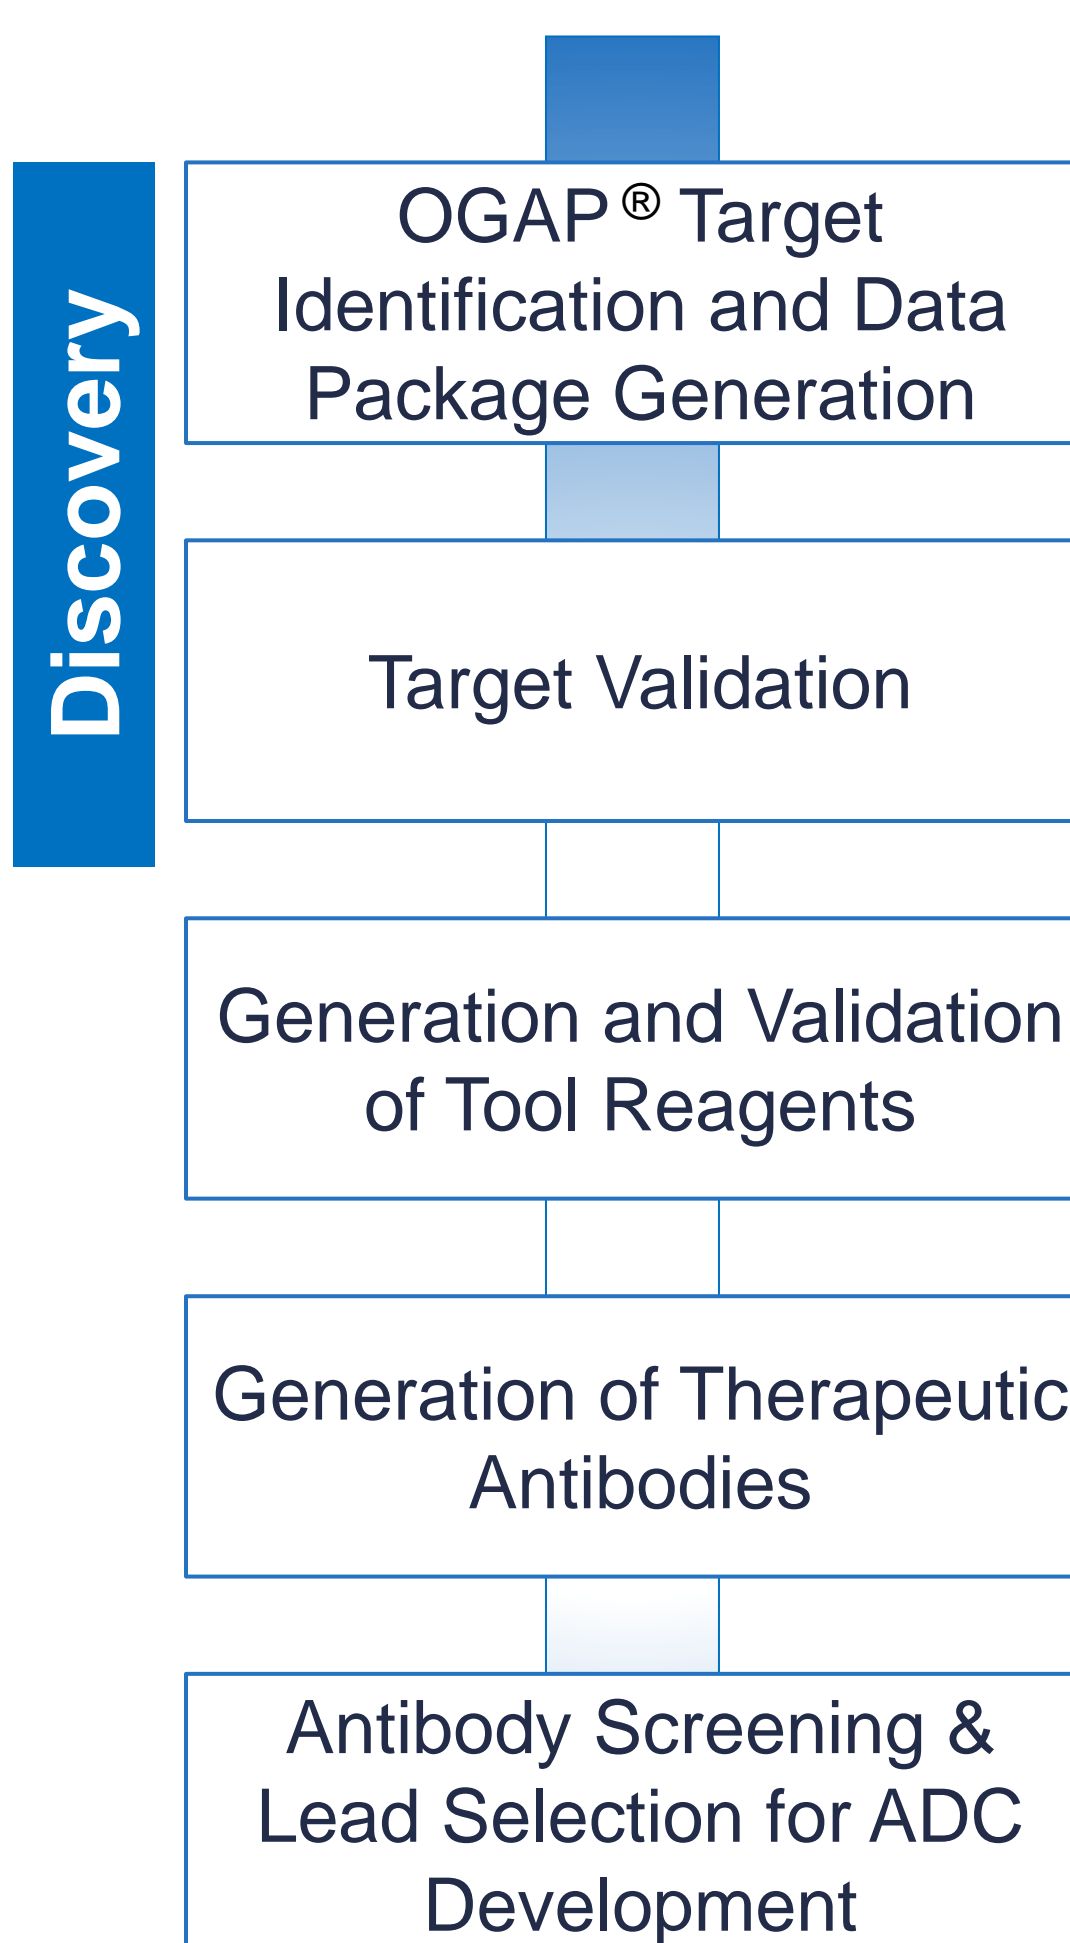 Discovery
OGAP® Target
Identification and Data
Package Generation
Target Validation
Generation and Validation
of Tool Reagents
Generation of Therapeutic
Antibodies
Antibody Screening &
Lead Selection for ADC
Development